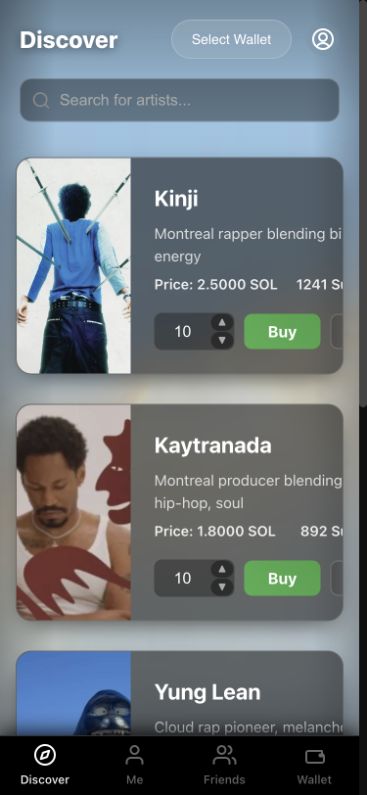 Discover
Select Wallet
Search for artists...
Kinji
Montreal rapper blending
energy
Price: 2.5000 SOL 1241
10 Buy
Kaytranada
Montreal producer blending
hip-hop, soul
Price: 1.8000 SOL 892
10 Buy
Yung Lean
Cloud rap pioneer,
Discover Me Friends Wallet